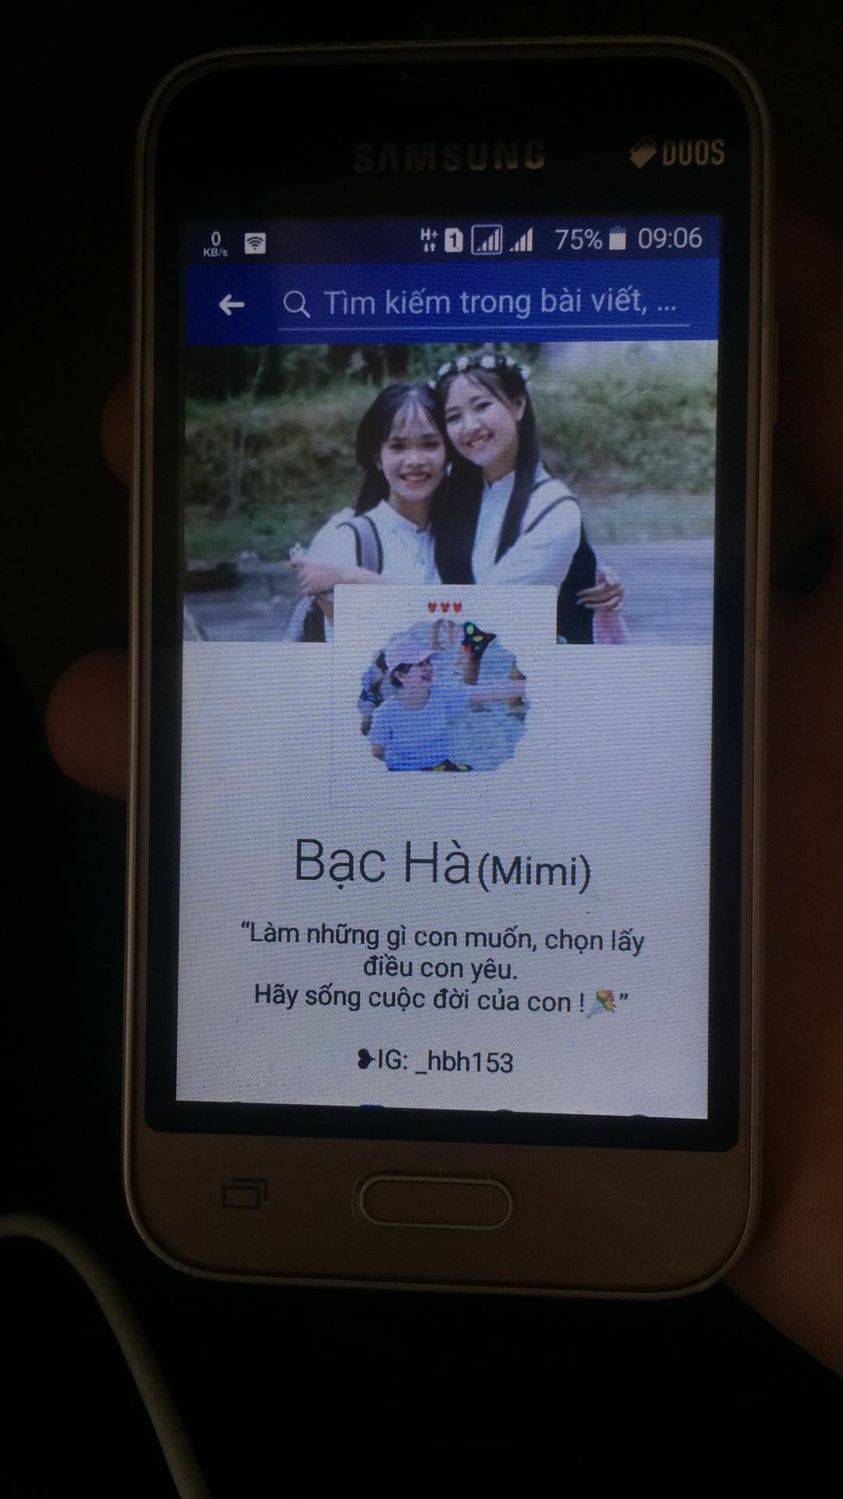 SAMSUNG
DUOS
0 KB/s H+ 1 75% 09:06
Tìm kiếm trong bài viết, ...
Bạc Hà(Mimi)
“Làm những gì con muốn, chọn lấy
điều con yêu.
Hãy sống cuộc đời của con ! 🎉”
❥IG: _hbh153